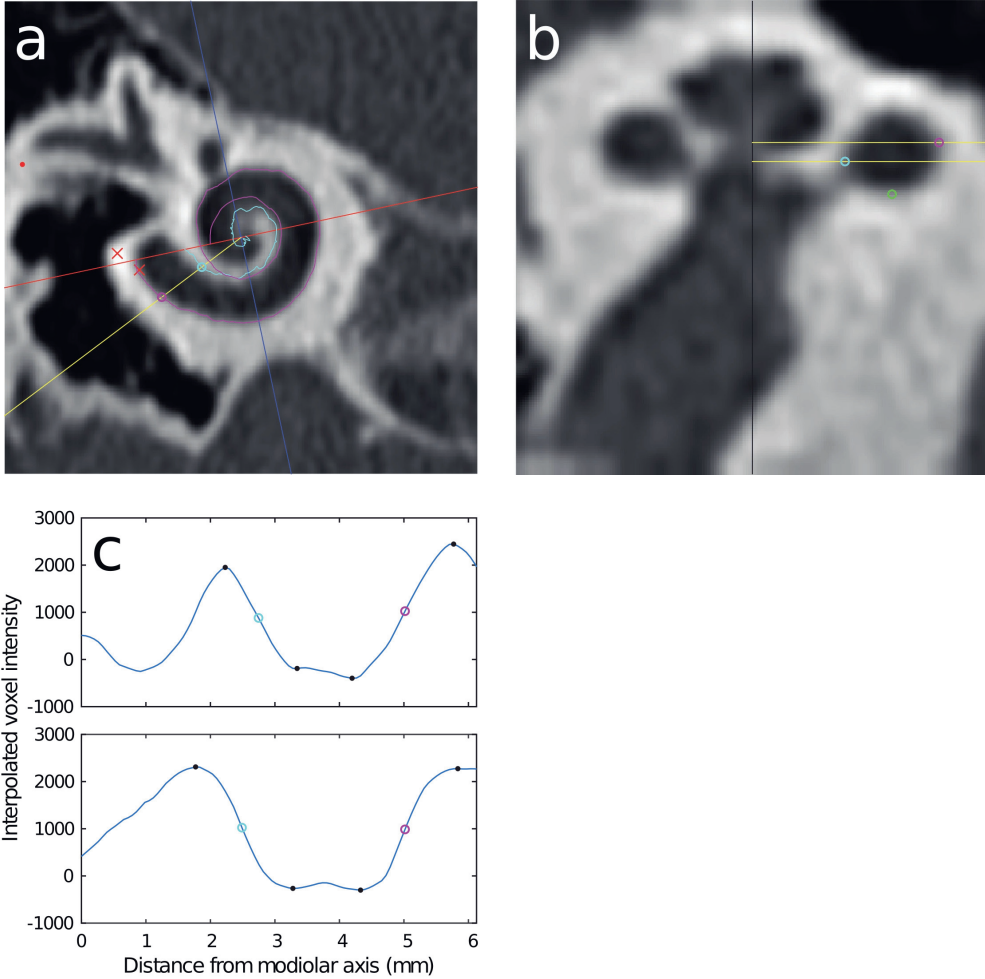 a
b
c
3000
2000
1000
0
-1000
3000
2000
1000
0
-1000
0 1 2 3 4 5 6
Interpolated voxel intensity
Distance from modiolar axis (mm)